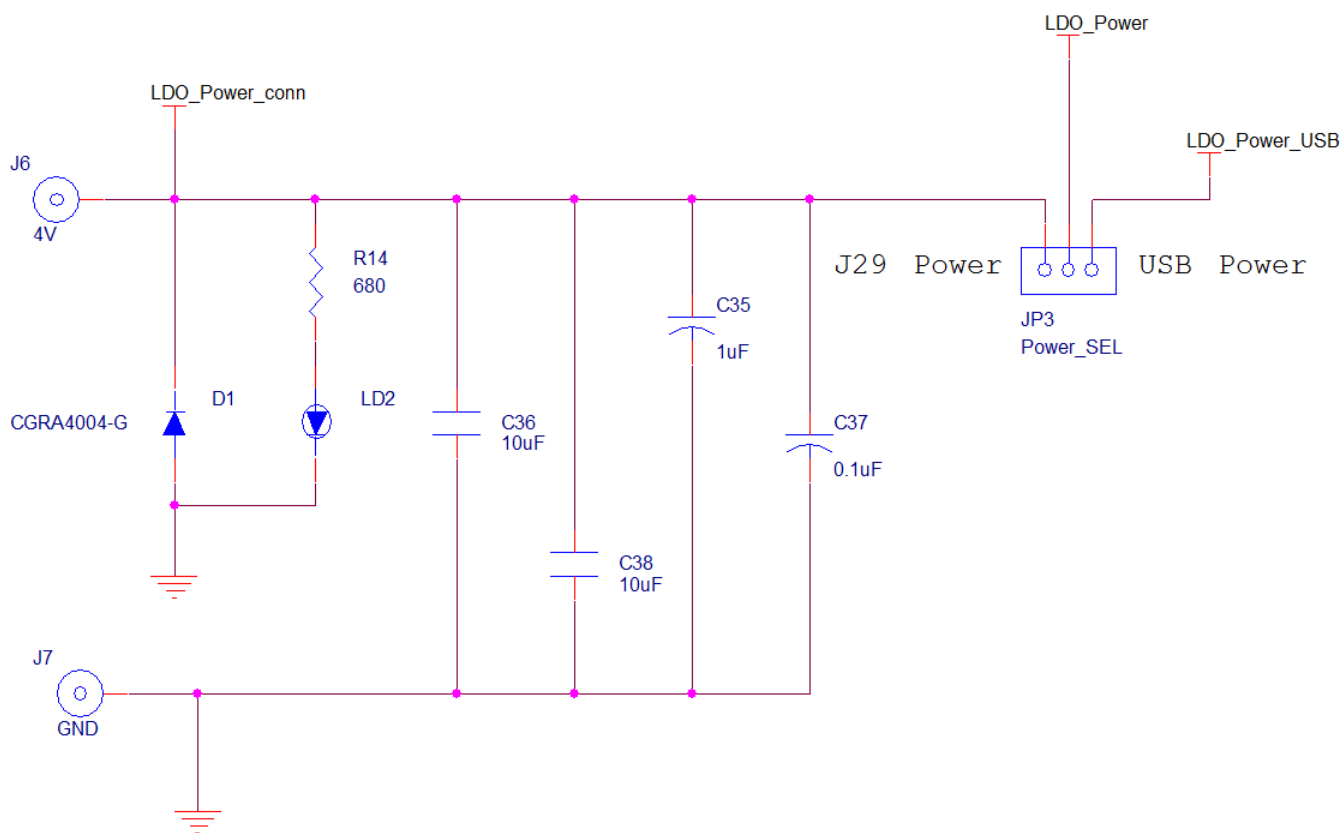 LDO_Power
LDO_Power_conn
LDO_Power_USB
J6
4V
R14
680
J29 Power
USB Power
C35
1uF
JP3
Power_SEL
D1
CGRA4004-G
LD2
C36
10uF
C37
0.1uF
C38
10uF
J7
GND